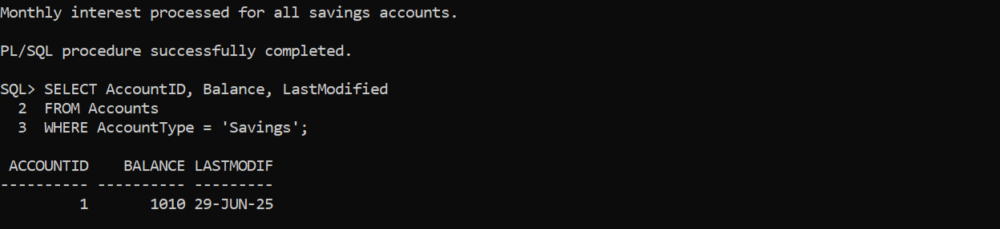 Monthly interest processed for all savings accounts.
PL/SQL procedure successfully completed.
SQL> SELECT AccountID, Balance, LastModified
  2  FROM Accounts
  3  WHERE AccountType = 'Savings';
 ACCOUNTID    BALANCE LASTMODIF
---------- ---------- ---------
         1       1010 29-JUN-25